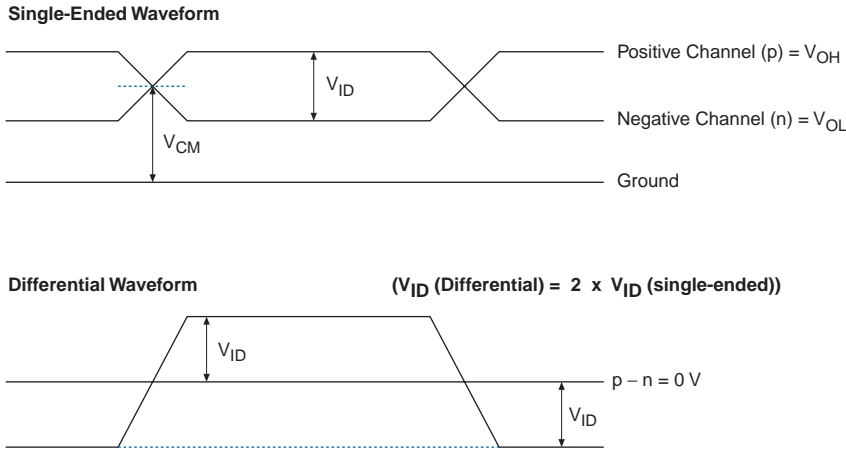 Single-Ended Waveform
Positive Channel (p) = VOH
VID
Negative Channel (n) = VOL
VCM
Ground
Differential Waveform
(VID (Differential) = 2 x VID (single-ended))
VID
p − n = 0 V
VID